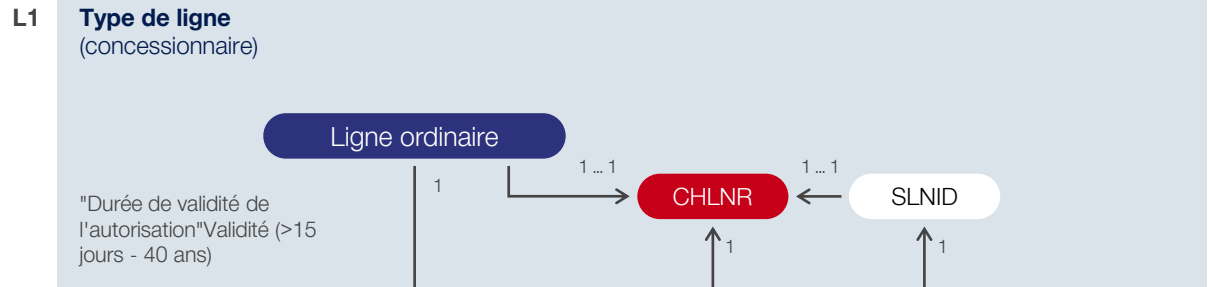 L1
Type de ligne
(concessionnaire)
Ligne ordinaire
1 ... 1
1 ... 1
1
CHLNR
SLNID
"Durée de validité de
l'autorisation"Validité (>15
jours - 40 ans)
1
1